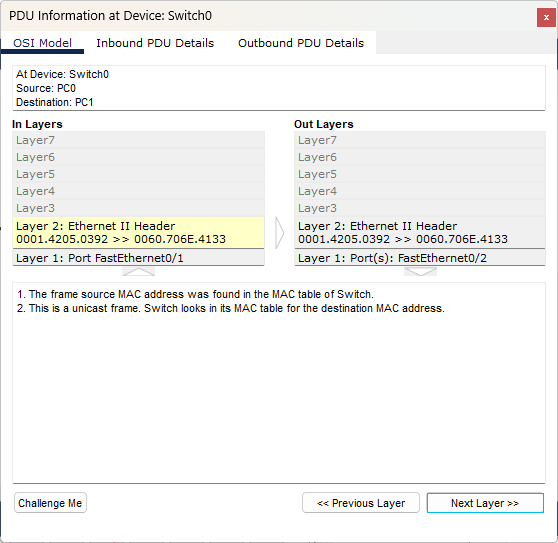 PDU Information at Device: Switch0
x
OSI Model
Inbound PDU Details
Outbound PDU Details
At Device: Switch0
Source: PC0
Destination: PC1
In Layers
Layer7
Layer6
Layer5
Layer4
Layer3
Layer 2: Ethernet II Header
0001.4205.0392 >> 0060.706E.4133
Layer 1: Port FastEthernet0/1
Out Layers
Layer7
Layer6
Layer5
Layer4
Layer3
Layer 2: Ethernet II Header
0001.4205.0392 >> 0060.706E.4133
Layer 1: Port(s): FastEthernet0/2
1. The frame source MAC address was found in the MAC table of Switch.
2. This is a unicast frame. Switch looks in its MAC table for the destination MAC address.
Challenge Me
<< Previous Layer
Next Layer >>